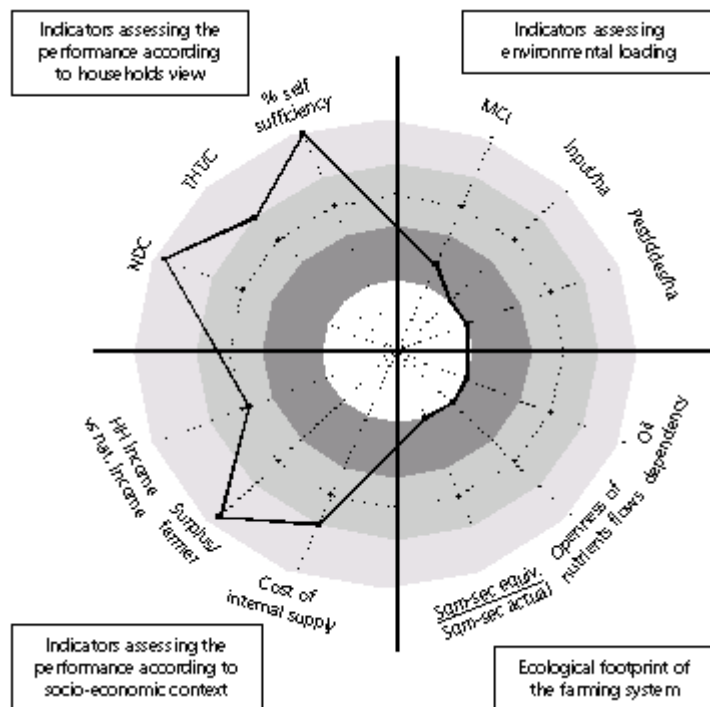 Indicators assessing the
performance according
to households view
Indicators assessing
environmental loading
% self
sufficiency
MCI
THTJC
Input/ha
NDC
Pesticides/ha
HH Income
vs nat. Income
Surplus/
farmer
Cost of
internal supply
Sqm-sec equiv.
Sqm-sec actual
Openness of
nutrients flows
Oil
dependency
Indicators assessing the
performance according to
socio-economic context
Ecological footprint of
the farming system